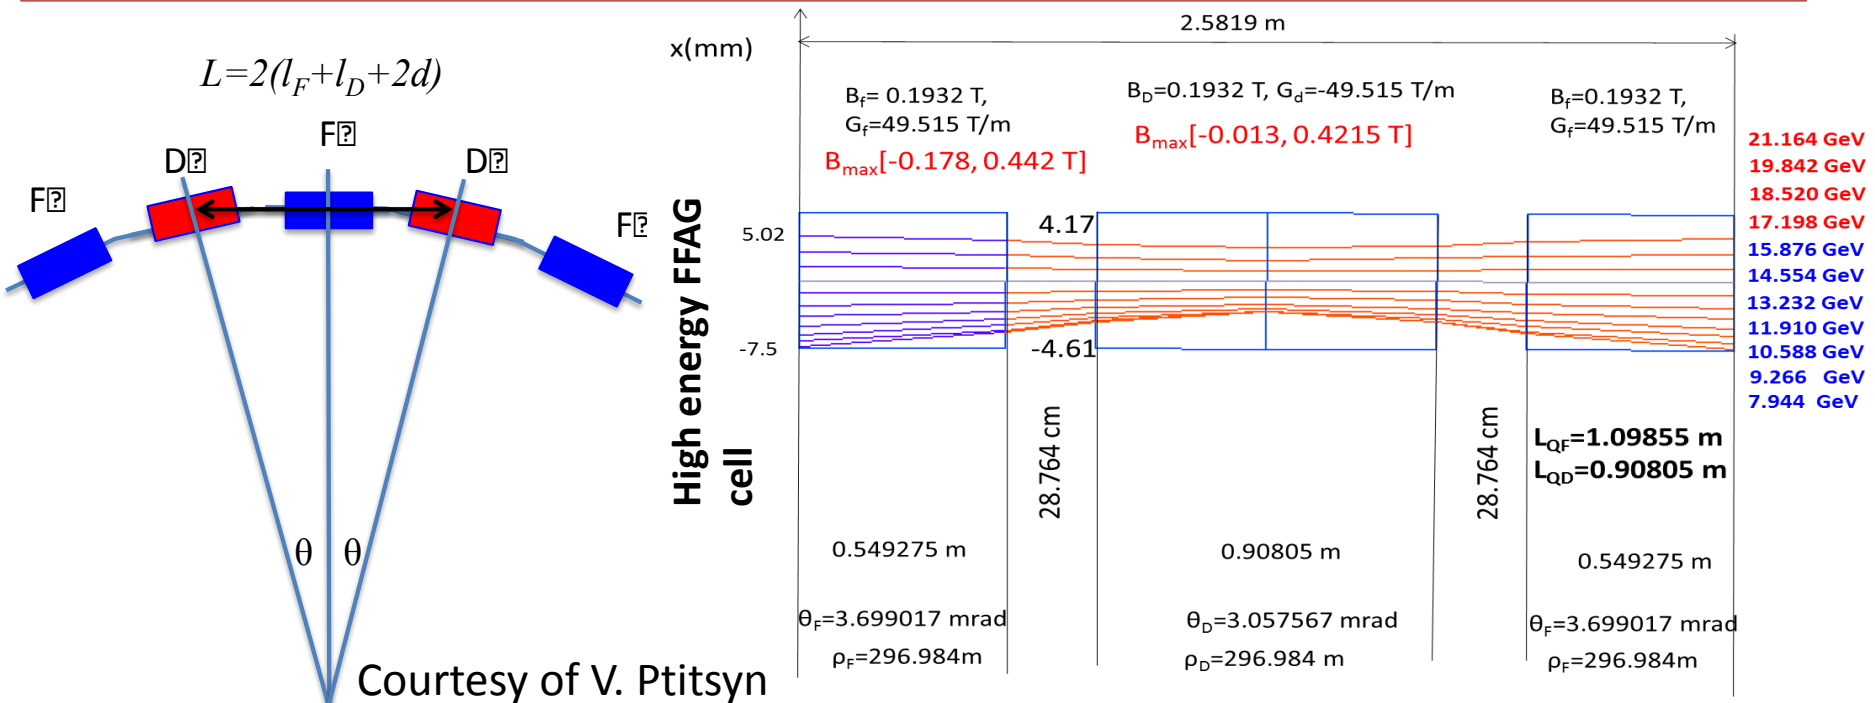 L=2(lF+lD+2d)
F
D
D
F
F
θ
θ
Courtesy of V. Ptitsyn
x(mm)
2.5819 m
Bf= 0.1932 T,
Gf=49.515 T/m
Bmax[-0.178, 0.442 T]
BD=0.1932 T, Gd=-49.515 T/m
Bmax[-0.013, 0.4215 T]
Bf=0.1932 T,
Gf=49.515 T/m
High energy FFAG
cell
5.02
-7.5
4.17
-4.61
21.164 GeV
19.842 GeV
18.520 GeV
17.198 GeV
15.876 GeV
14.554 GeV
13.232 GeV
11.910 GeV
10.588 GeV
9.266 GeV
7.944 GeV
28.764 cm
28.764 cm
LQF=1.09855 m
LQD=0.90805 m
0.549275 m
0.90805 m
0.549275 m
θF=3.699017 mrad
ρF=296.984m
θD=3.057567 mrad
ρD=296.984 m
θF=3.699017 mrad
ρF=296.984m